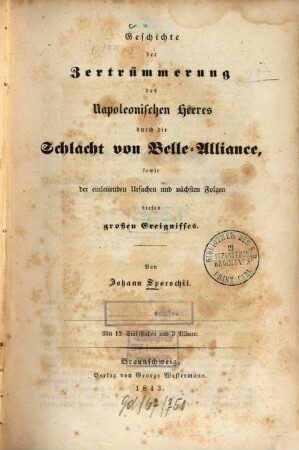 Geschichte
der
Zertrümmerung
des
Napoleonischen Heeres
durch die
Schlacht von Belle-Alliance,
sowie
der einleitenden Ursachen und nächsten Folgen
dieses
großen Ereignisses.
Von
Johann Sporschil.
Mit 12 Stahlstichen und 3 Plänen.
Braunschweig,
Verlag von George Westermann.
1843.